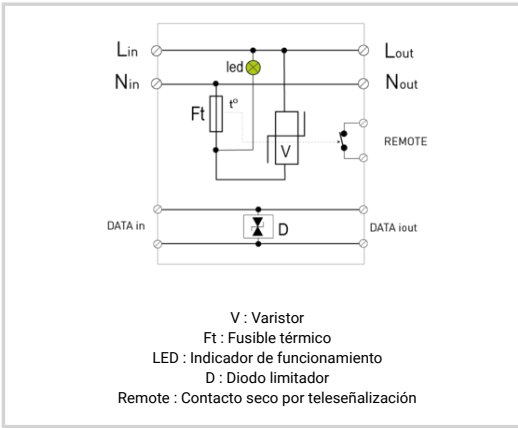 Lin
Lout
led
Nin
Nout
Ft
t°
V
REMOTE
DATA in
D
DATA iout
V : Varistor
Ft : Fusible térmico
LED : Indicador de funcionamiento
D : Diodo limitador
Remote : Contacto seco por teleseñalización